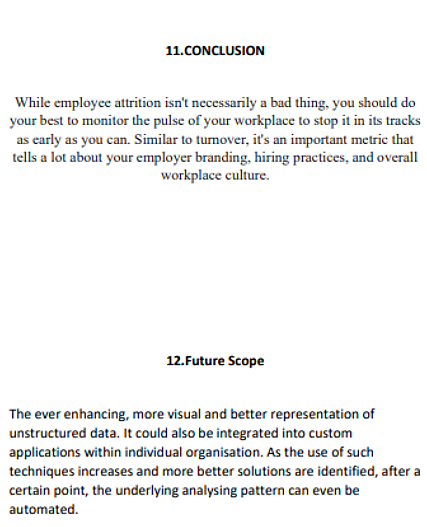 11.CONCLUSION
While employee attrition isn't necessarily a bad thing, you should do
your best to monitor the pulse of your workplace to stop it in its tracks
as early as you can. Similar to turnover, it's an important metric that
tells a lot about your employer branding, hiring practices, and overall
workplace culture.
12.Future Scope
The ever enhancing, more visual and better representation of
unstructured data. It could also be integrated into custom
applications within individual organisation. As the use of such
techniques increases and more better solutions are identified, after a
certain point, the underlying analysing pattern can even be
automated.